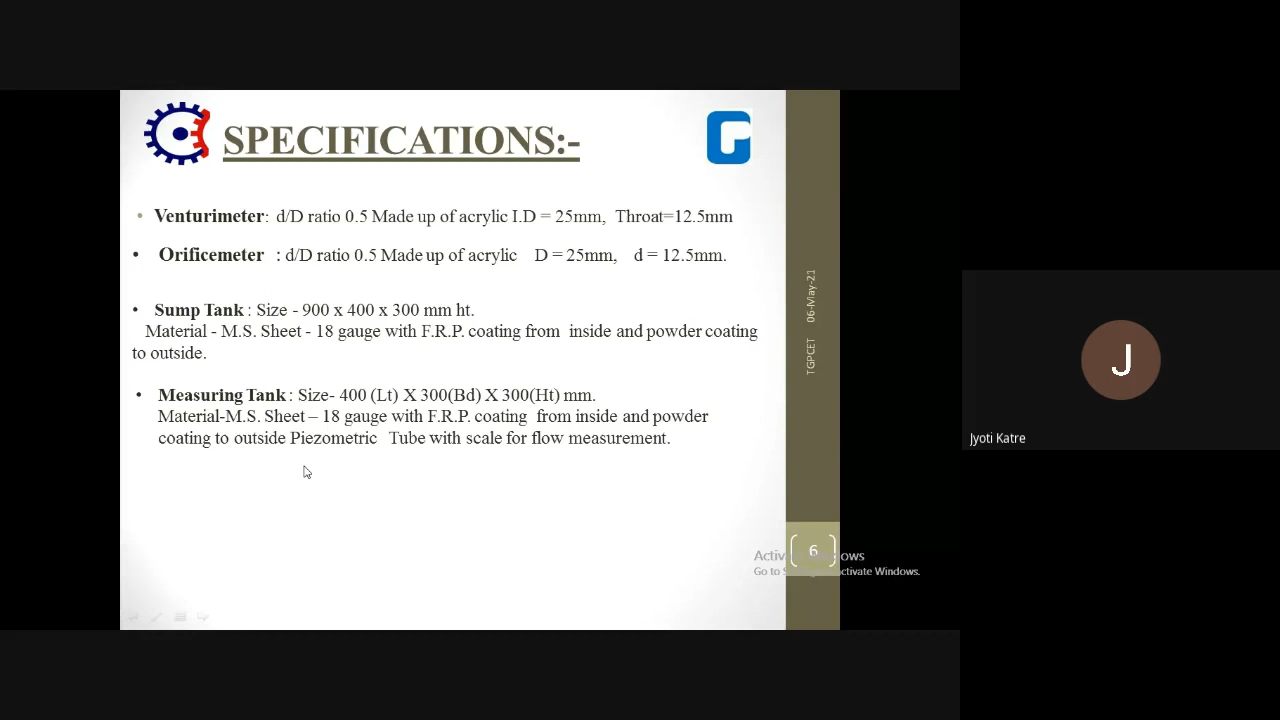 SPECIFICATIONS:-
• Venturimeter: d/D ratio 0.5 Made up of acrylic I.D = 25mm, Throat=12.5mm
• Orificemeter : d/D ratio 0.5 Made up of acrylic D = 25mm, d = 12.5mm.
• Sump Tank : Size - 900 x 400 x 300 mm ht.
Material - M.S. Sheet - 18 gauge with F.R.P. coating from inside and powder coating
to outside.
• Measuring Tank : Size- 400 (Lt) X 300(Bd) X 300(Ht) mm.
Material-M.S. Sheet – 18 gauge with F.R.P. coating from inside and powder
coating to outside Piezometric Tube with scale for flow measurement.
TGPCET 06-May-21
6
Go to ctivate Windows.
J
Jyoti Katre